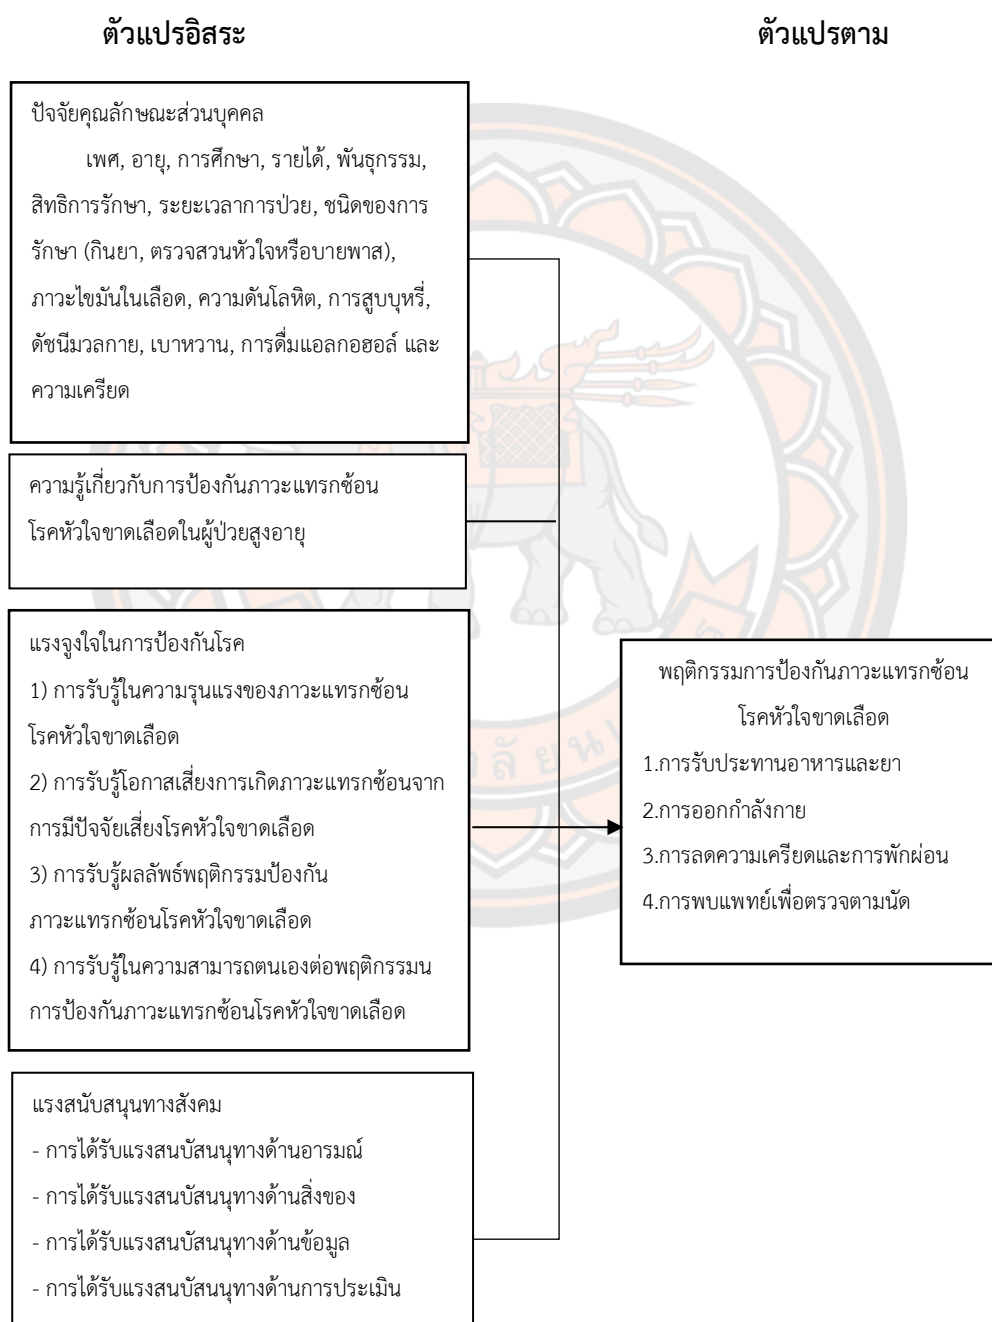 ตัวแปรอิสระ
ตัวแปรตาม
ปัจจัยคุณลักษณะส่วนบุคคล
เพศ, อายุ, การศึกษา, รายได้, พันธุกรรม,
สิทธิการรักษา, ระยะเวลาการป่วย, ชนิดของการ
รักษา (กินยา, ตรวจสวนหัวใจหรือบายพาส),
ภาวะไขมันในเลือด, ความดันโลหิต, การสูบบุหรี่,
ดัชนีมวลกาย, เบาหวาน, การดื่มแอลกอฮอล์ และ
ความเครียด
ความรู้เกี่ยวกับการป้องกันภาวะแทรกซ้อน
โรคหัวใจขาดเลือดในผู้ป่วยสูงอายุ
แรงจูงใจในการป้องกันโรค
1) การรับรู้ในความรุนแรงของภาวะแทรกซ้อน
โรคหัวใจขาดเลือด
2) การรับรู้โอกาสเสี่ยงการเกิดภาวะแทรกซ้อนจาก
การมีปัจจัยเสี่ยงโรคหัวใจขาดเลือด
3) การรับรู้ผลลัพธ์พฤติกรรมป้องกัน
ภาวะแทรกซ้อนโรคหัวใจขาดเลือด
4) การรับรู้ในความสามารถตนเองต่อพฤติกรรมน
การป้องกันภาวะแทรกซ้อนโรคหัวใจขาดเลือด
แรงสนับสนุนทางสังคม
- การได้รับแรงสนบัสนนุทางด้านอารมณ์
- การได้รับแรงสนบัสนนุทางด้านสิ่งของ
- การได้รับแรงสนบัสนนุทางด้านข้อมูล
- การได้รับแรงสนบัสนนุทางด้านการประเมิน
พฤติกรรมการป้องกันภาวะแทรกซ้อน
โรคหัวใจขาดเลือด
1.การรับประทานอาหารและยา
2.การออกกำลังกาย
3.การลดความเครียดและการพักผ่อน
4.การพบแพทย์เพื่อตรวจตามนัด